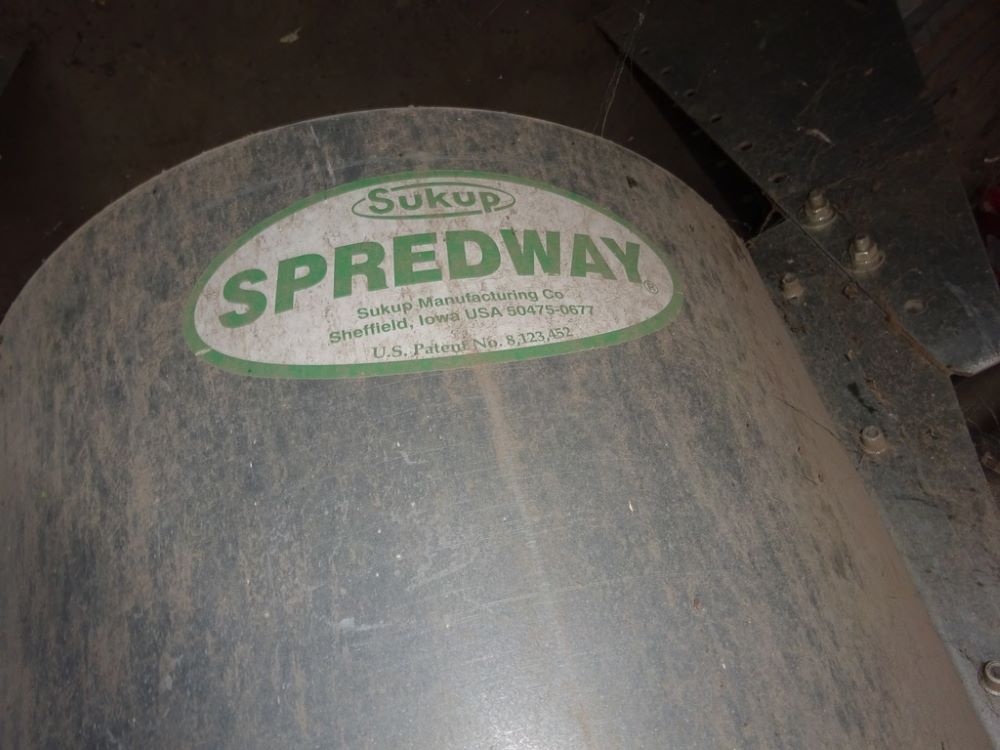 Sukup
SPREDWAY®
Sukup Manufacturing Co
Sheffield, Iowa USA 50475-0677
U.S. Patent No. 8,123,452